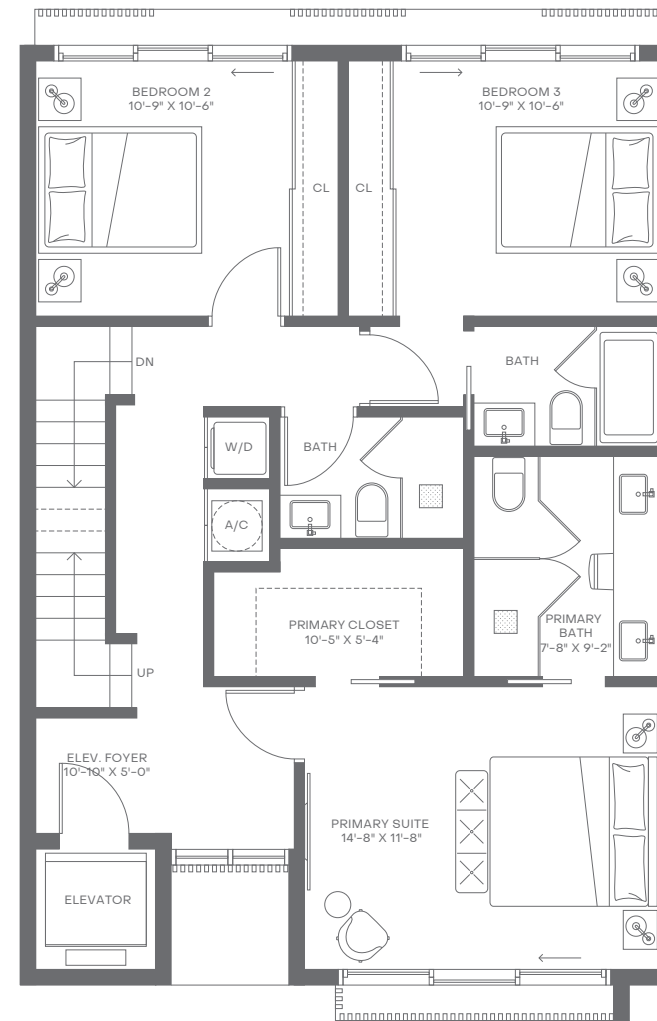 BEDROOM 2
10'-9" X 10'-6"
BEDROOM 3
10'-9" X 10'-6"
CL
CL
DN
BATH
W/D
BATH
A/C
PRIMARY CLOSET
10'-5" X 5'-4"
PRIMARY
BATH
7'-8" X 9'-2"
UP
ELEV. FOYER
10'-10" X 5'-0"
PRIMARY SUITE
14'-8" X 11'-8"
ELEVATOR